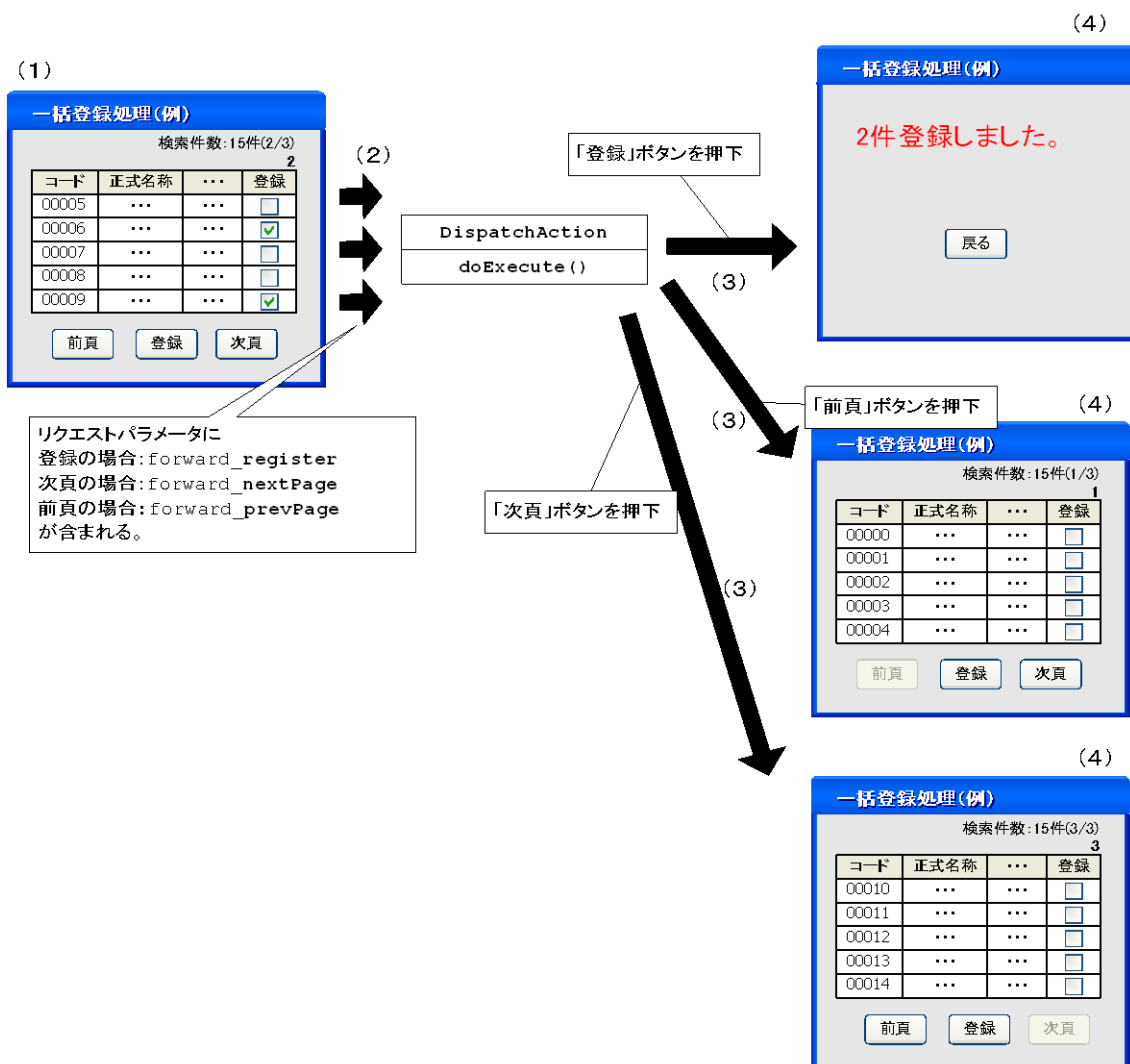 (1)
一括登録処理(例)
検索件数:15件(2/3)
2
コード 正式名称 ・・・ 登録
00005 ・・・ ・・・
00006 ・・・ ・・・
00007 ・・・ ・・・
00008 ・・・ ・・・
00009 ・・・ ・・・
前頁 登録 次頁
(2)
リクエストパラメータに
登録の場合:forward_register
次頁の場合:forward_nextPage
前頁の場合:forward_prevPage
が含まれる。
DispatchAction
doExecute()
「登録」ボタンを押下
(3)
(4)
一括登録処理(例)
2件登録しました。
戻る
「前頁」ボタンを押下
(3)
(4)
一括登録処理(例)
検索件数:15件(1/3)
1
コード 正式名称 ・・・ 登録
00000 ・・・ ・・・
00001 ・・・ ・・・
00002 ・・・ ・・・
00003 ・・・ ・・・
00004 ・・・ ・・・
前頁 登録 次頁
「次頁」ボタンを押下
(3)
(4)
一括登録処理(例)
検索件数:15件(3/3)
3
コード 正式名称 ・・・ 登録
00010 ・・・ ・・・
00011 ・・・ ・・・
00012 ・・・ ・・・
00013 ・・・ ・・・
00014 ・・・ ・・・
前頁 登録 次頁